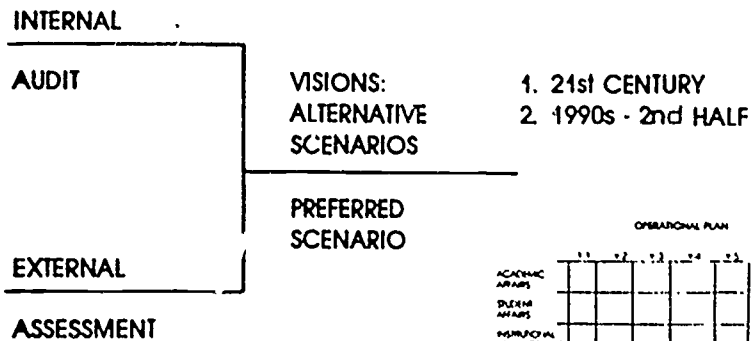 INTERNAL
AUDIT
EXTERNAL
ASSESSMENT
VISIONS:
ALTERNATIVE
SCENARIOS
PREFERRED
SCENARIO
1. 21st CENTURY
2. 1990s - 2nd HALF
OPERATIONAL PLAN
ACADEMIC
AFFAIRS
STUDENT
AFFAIRS